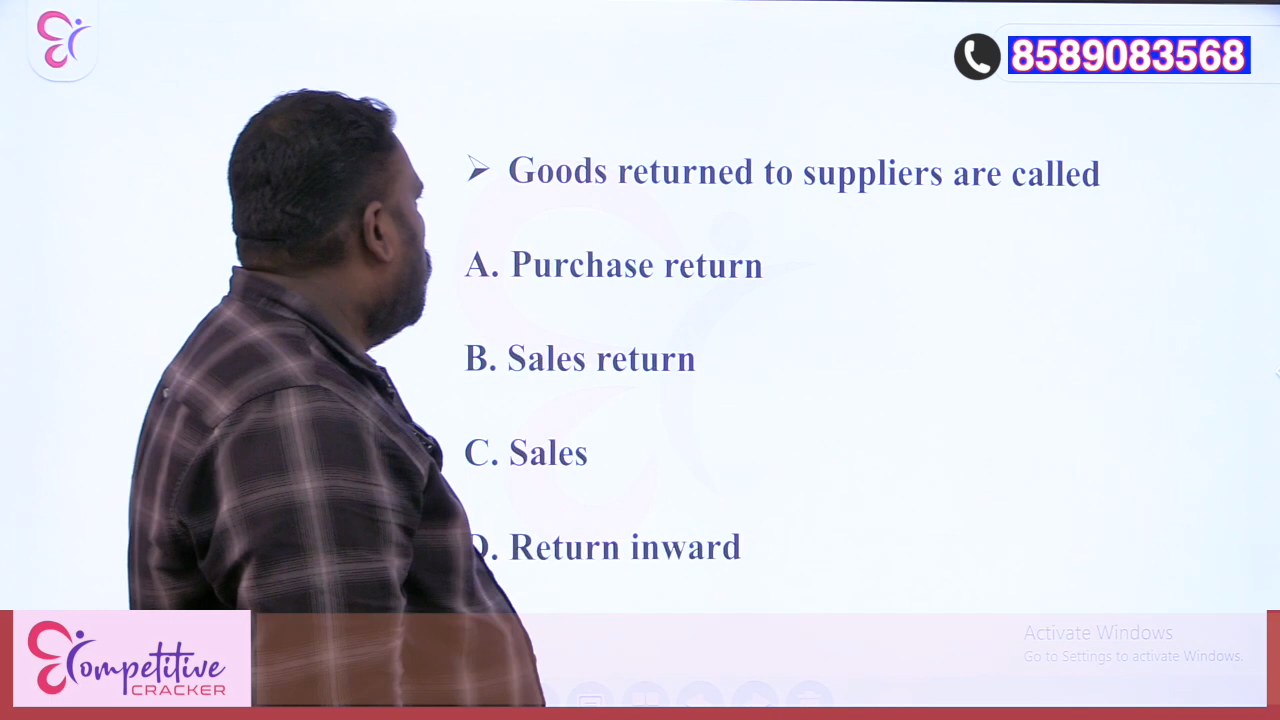 8589083568
➢ Goods returned to suppliers are called
A. Purchase return
B. Sales return
C. Sales
D. Return inward
Activate Windows
Go to Settings to activate Windows.
Competitive
CRACKER